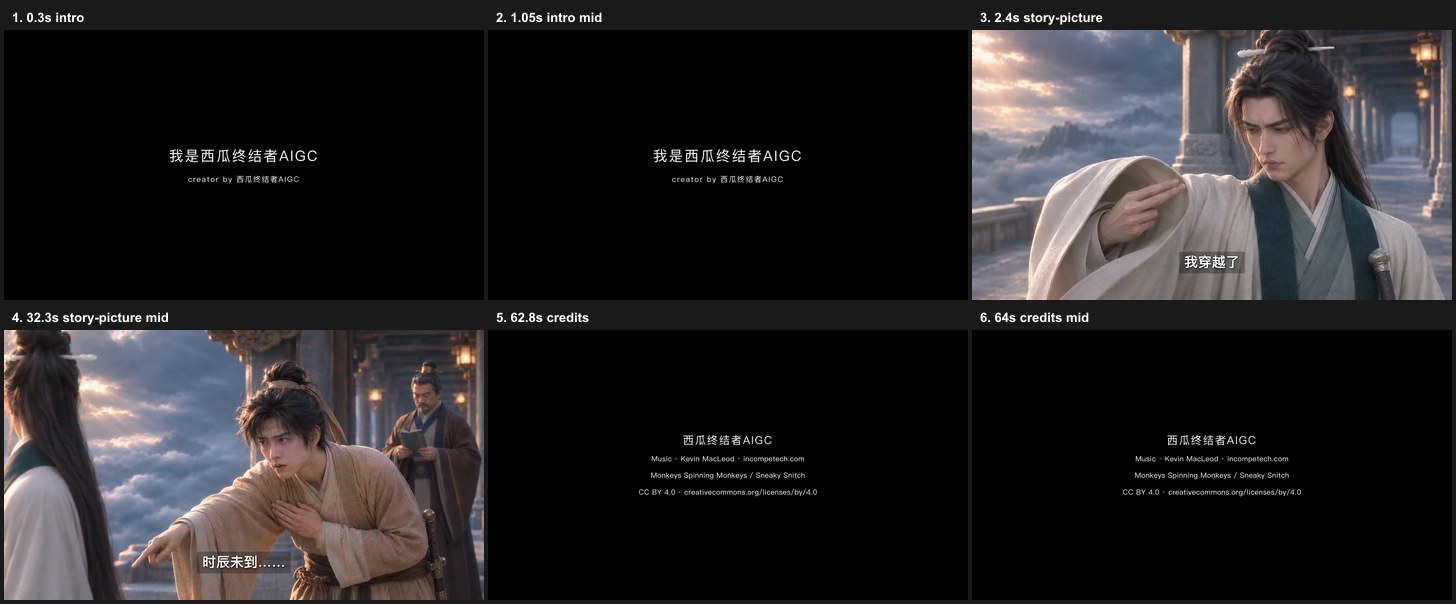 1. 0.3s intro
我是西瓜终结者AIGC
creator by 西瓜终结者AIGC
2. 1.05s intro mid
我是西瓜终结者AIGC
creator by 西瓜终结者AIGC
3. 2.4s story-picture
我穿越了
4. 32.3s story-picture mid
时辰未到……
5. 62.8s credits
西瓜终结者AIGC
Music · Kevin MacLeod · incompetech.com
Monkeys Spinning Monkeys / Sneaky Snitch
CC BY 4.0 · creativecommons.org/licenses/by/4.0
6. 64s credits mid
西瓜终结者AIGC
Music · Kevin MacLeod · incompetech.com
Monkeys Spinning Monkeys / Sneaky Snitch
CC BY 4.0 · creativecommons.org/licenses/by/4.0